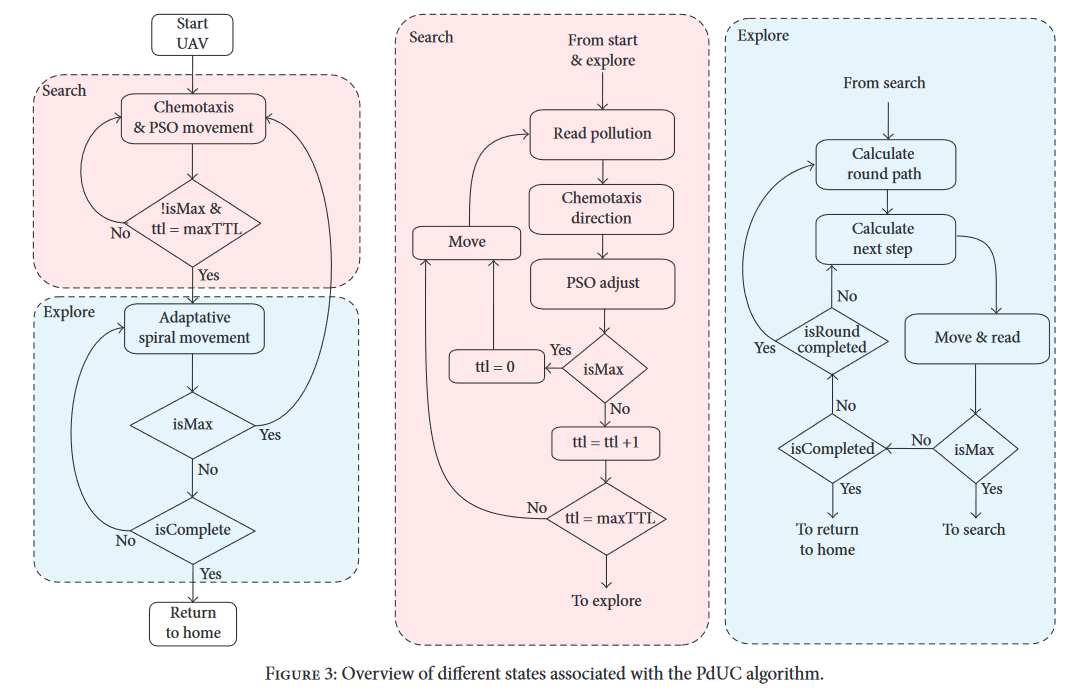 Start
UAV
Search
Chemotaxis
& PSO movement
!isMax &
ttl = maxTTL
No
Yes
Explore
Adaptative
spiral movement
isMax
Yes
No
isComplete
No
Yes
Return
to home
Search
From start
& explore
Read pollution
Chemotaxis
direction
Move
PSO adjust
Yes
ttl = 0
isMax
No
ttl = ttl +1
No
ttl = maxTTL
To explore
Explore
From search
Calculate
round path
Calculate
next step
No
isRound
completed
Yes
Move & read
No
isCompleted
No
isMax
Yes
Yes
To return
to home
To search
FIGURE 3: Overview of different states associated with the PdUC algorithm.